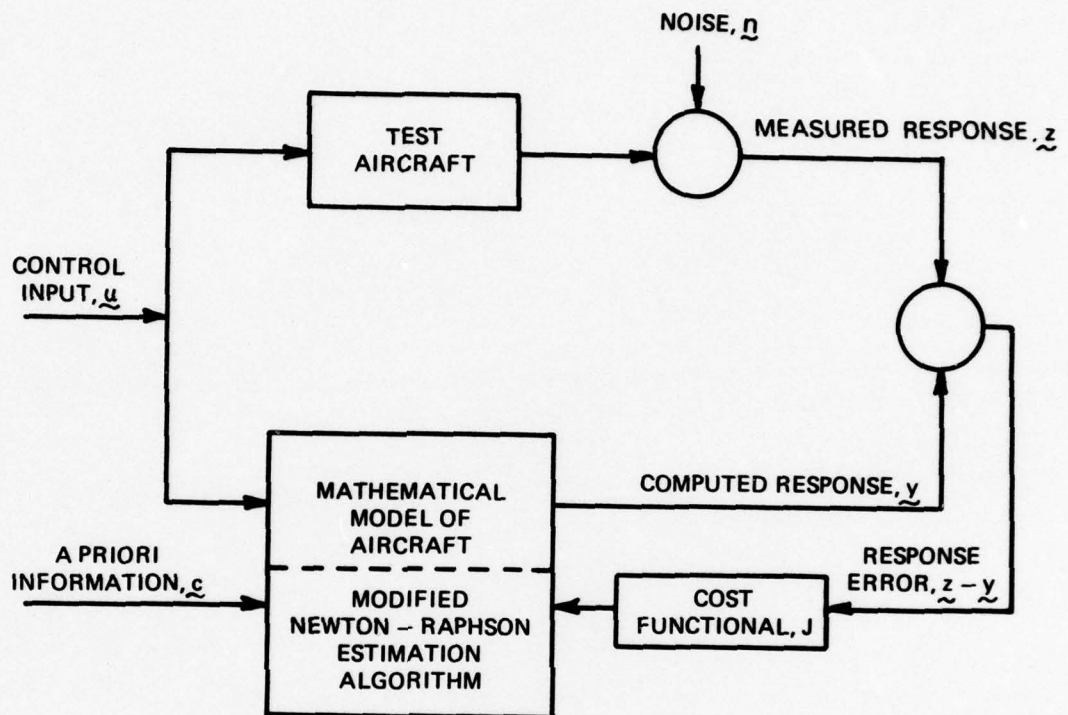 NOISE, n
TEST
AIRCRAFT
MEASURED RESPONSE, z
CONTROL
INPUT, u
MATHEMATICAL
MODEL OF
AIRCRAFT
COMPUTED RESPONSE, y
A PRIORI
INFORMATION, c
MODIFIED
NEWTON – RAPHSON
ESTIMATION
ALGORITHM
COST
FUNCTIONAL, J
RESPONSE
ERROR, z – y